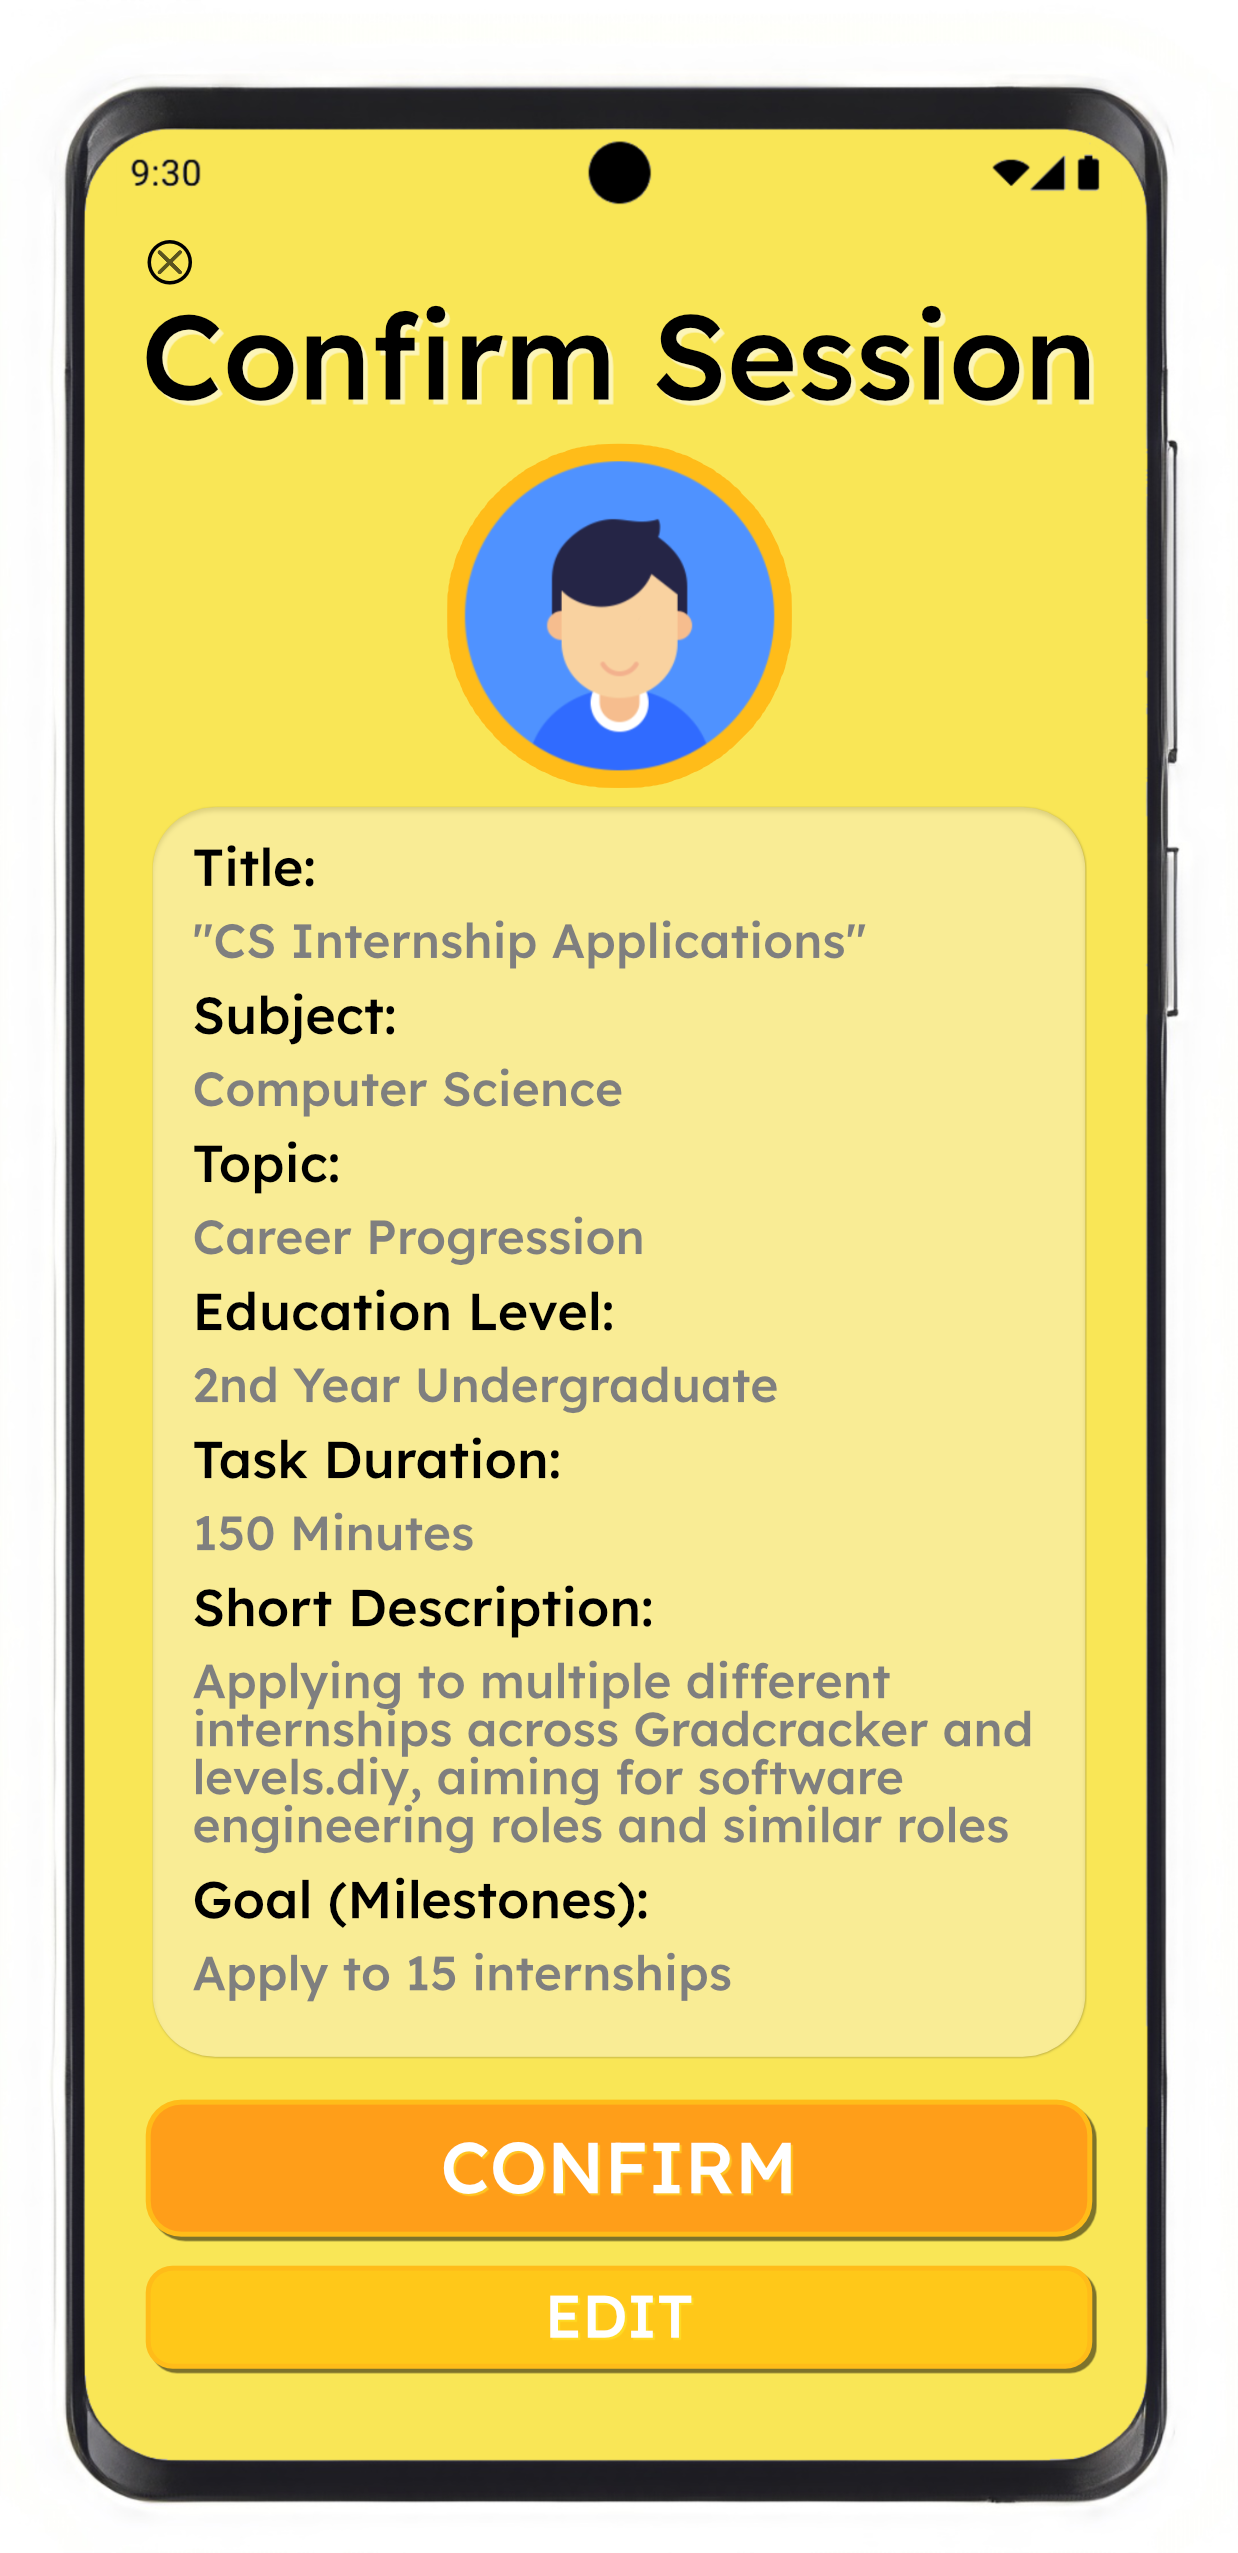 9:30
Confirm Session
Title:
"CS Internship Applications"
Subject:
Computer Science
Topic:
Career Progression
Education Level:
2nd Year Undergraduate
Task Duration:
150 Minutes
Short Description:
Applying to multiple different
internships across Gradcracker and
levels.diy, aiming for software
engineering roles and similar roles
Goal (Milestones):
Apply to 15 internships
CONFIRM
EDIT